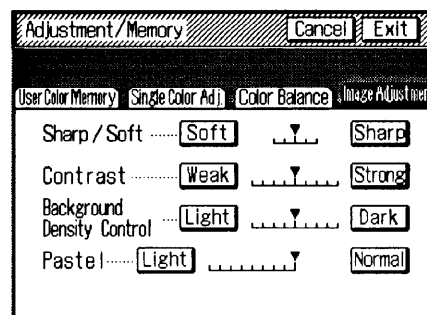 Adjustment/Memory Cancel Exit
User Color Memory Single Color Adj. Color Balance Image Adjustmen
Sharp/Soft Soft Sharp
Contrast Weak Strong
Background
Density Control Light Dark
Pastel Light Normal